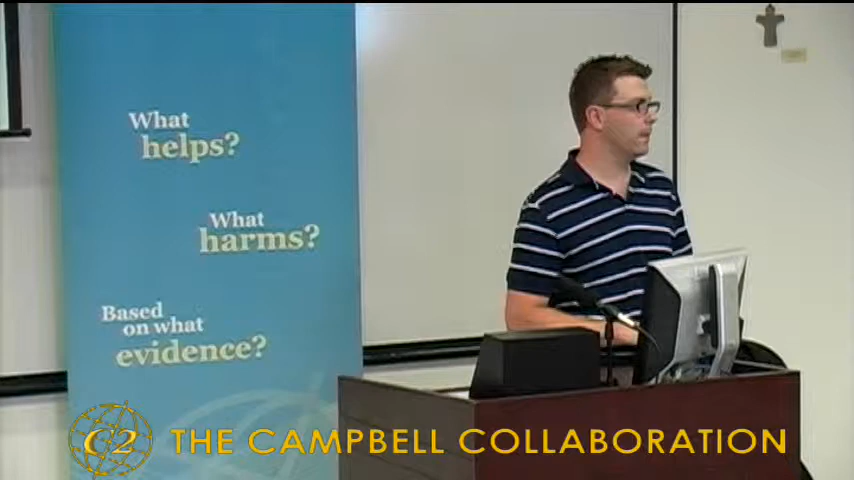 What
helps?
What
harms?
Based
on what
evidence?
C2 THE CAMPBELL COLLABORATION